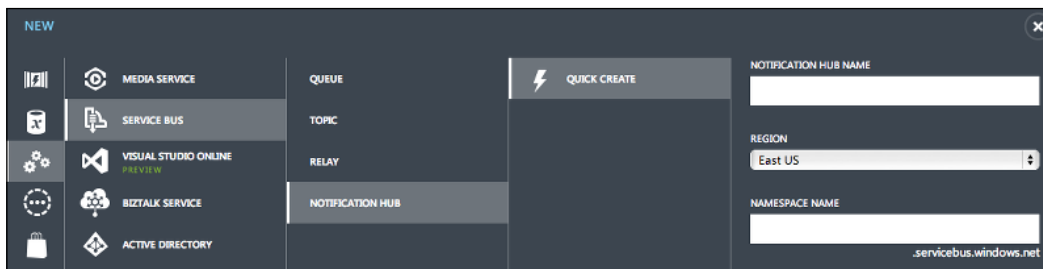 NEW
MEDIA SERVICE
SERVICE BUS
VISUAL STUDIO ONLINE
PREVIEW
BIZTALK SERVICE
ACTIVE DIRECTORY
QUEUE
TOPIC
RELAY
NOTIFICATION HUB
QUICK CREATE
NOTIFICATION HUB NAME
REGION
East US
NAMESPACE NAME
.servicebus.windows.net